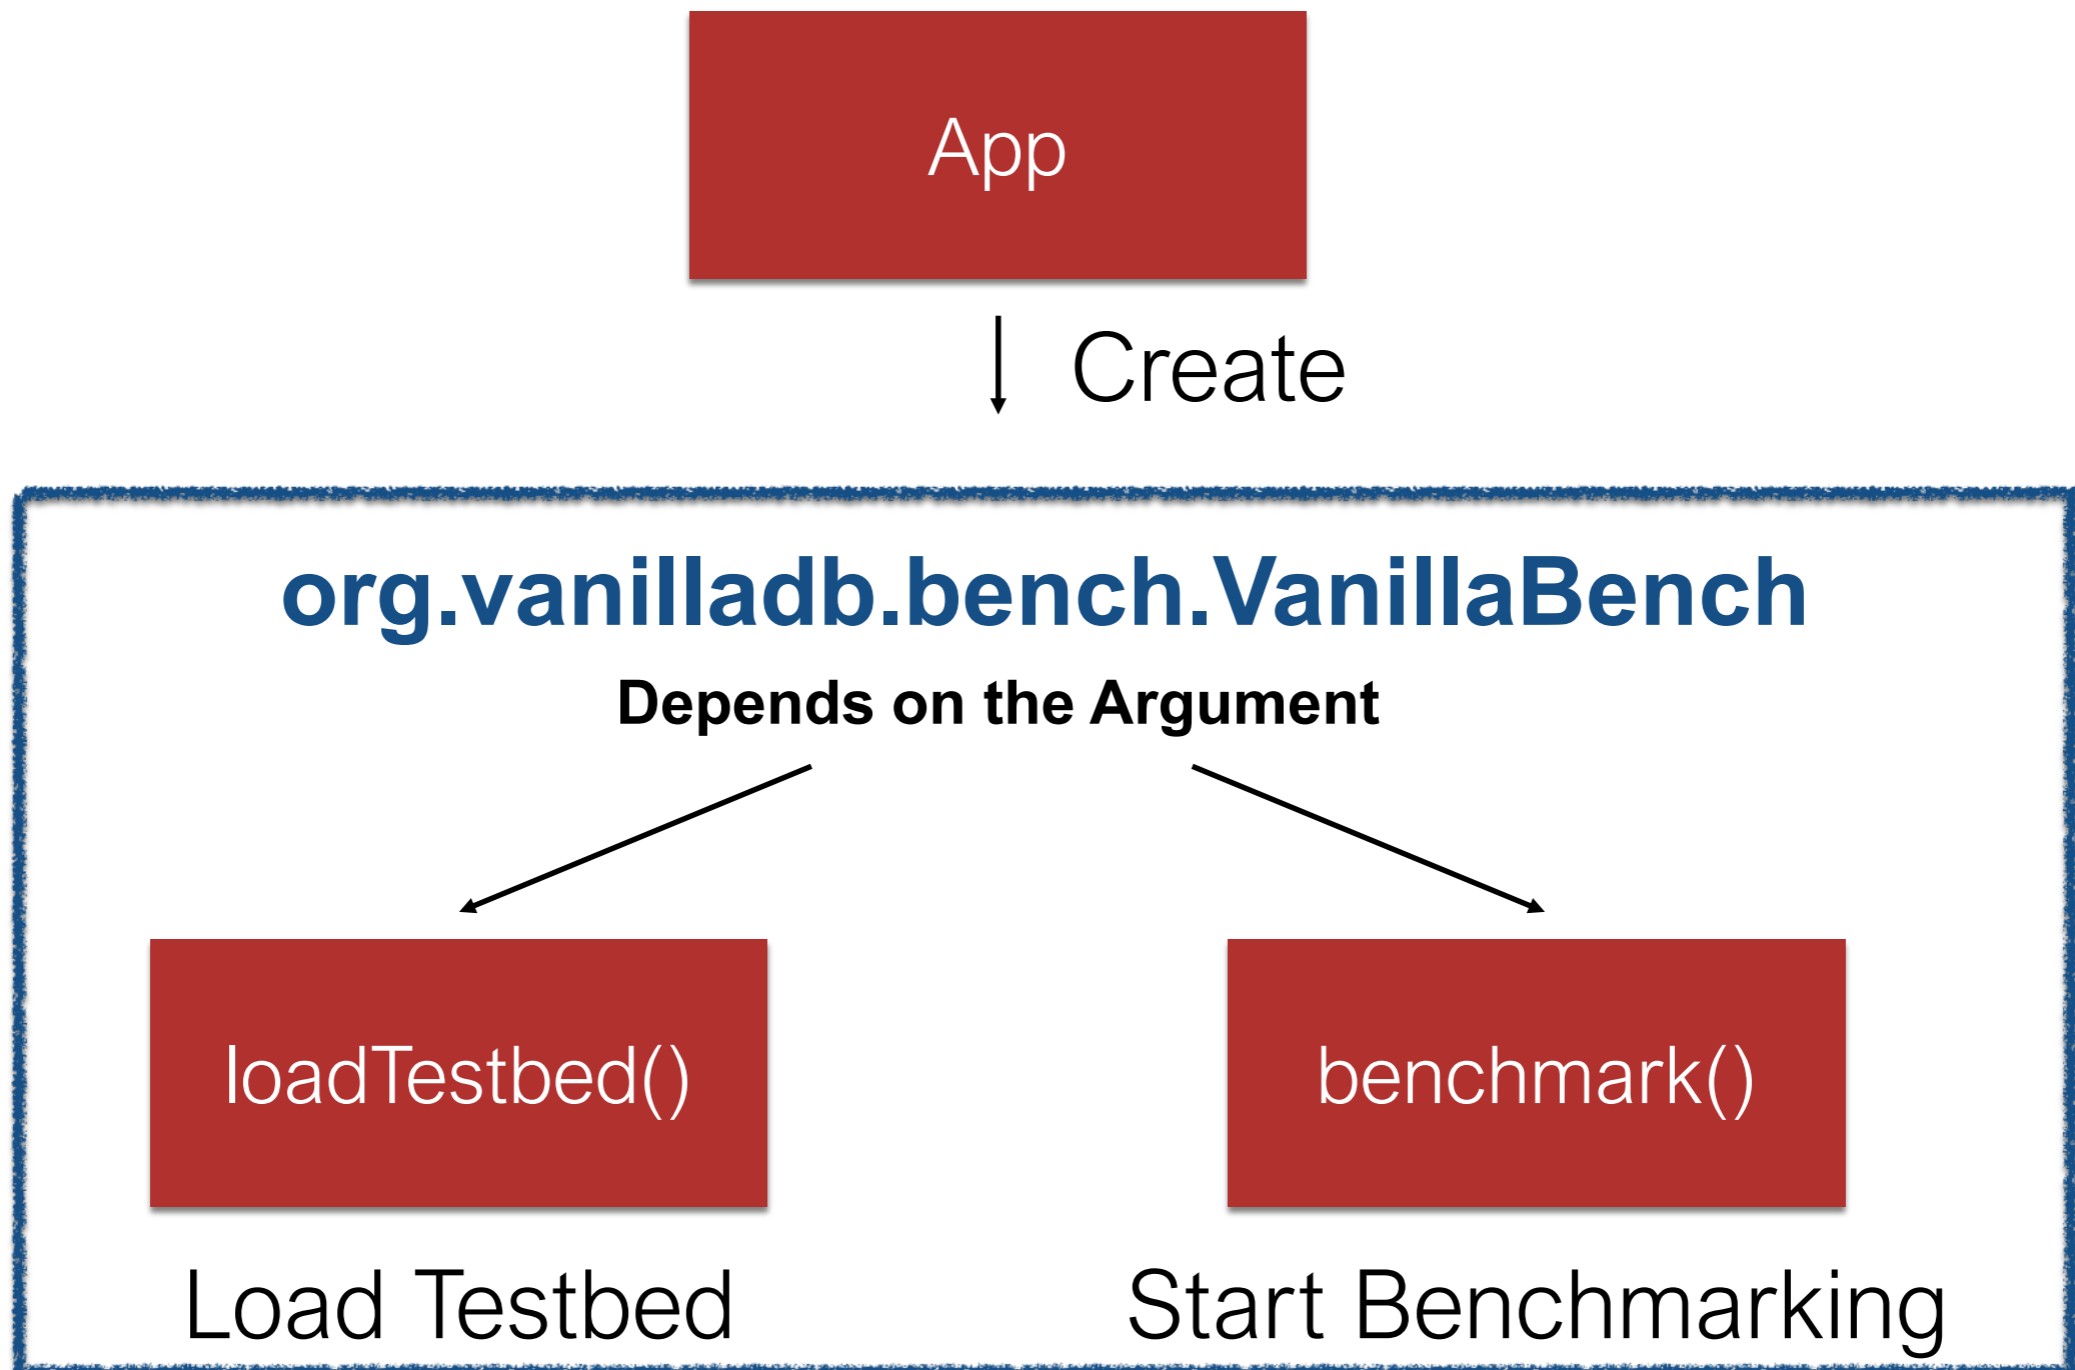 App
Create
org.vanilladb.bench.VanillaBench
Depends on the Argument
loadTestbed()
benchmark()
Load Testbed
Start Benchmarking